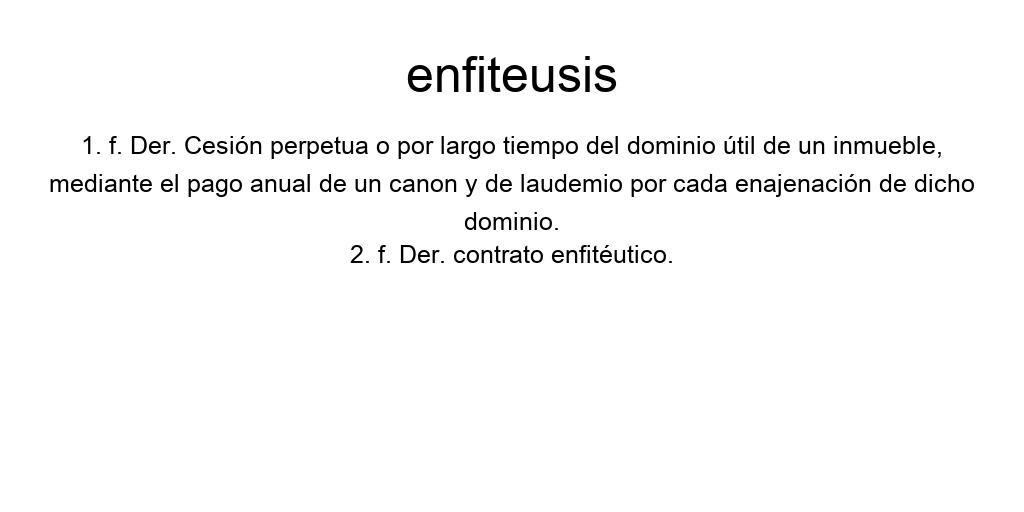 enfiteusis
1. f. Der. Cesión perpetua o por largo tiempo del dominio útil de un inmueble,
mediante el pago anual de un canon y de laudemio por cada enajenación de dicho
dominio.
2. f. Der. contrato enfitéutico.